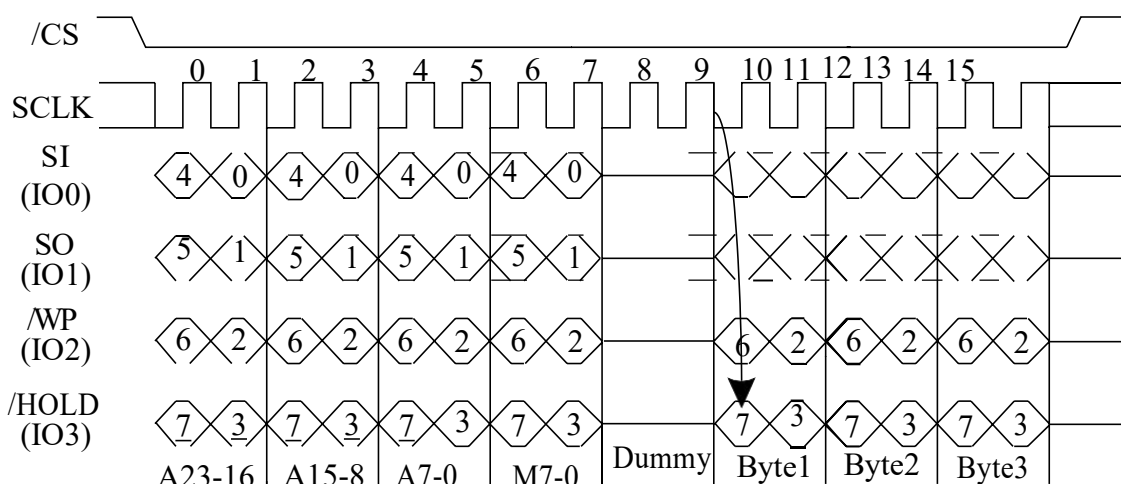 /CS
0 1 2 3 4 5 6 7 8 9 10 11 12 13 14 15
SCLK
SI
(IO0)
4 0 4 0 4 0 4 0
SO
(IO1)
5 1 5 1 5 1 5 1
/WP
(IO2)
6 2 6 2 6 2 6 2 6 2 6 2 6 2
/HOLD
(IO3)
7 3 7 3 7 3 7 3 7 3 7 3 7 3
A23-16 A15-8 A7-0 M7-0 Dummy Byte1 Byte2 Byte3